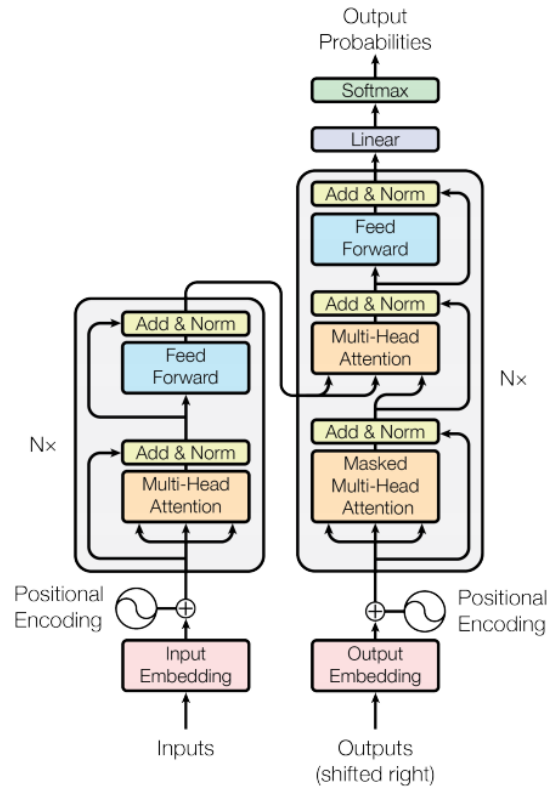 Output
Probabilities
Softmax
Linear
Add & Norm
Feed
Forward
Add & Norm
Multi-Head
Attention
Add & Norm
Masked
Multi-Head
Attention
N×
Add & Norm
Feed
Forward
N×
Add & Norm
Multi-Head
Attention
Positional
Encoding
Positional
Encoding
Input
Embedding
Output
Embedding
Inputs
Outputs
(shifted right)